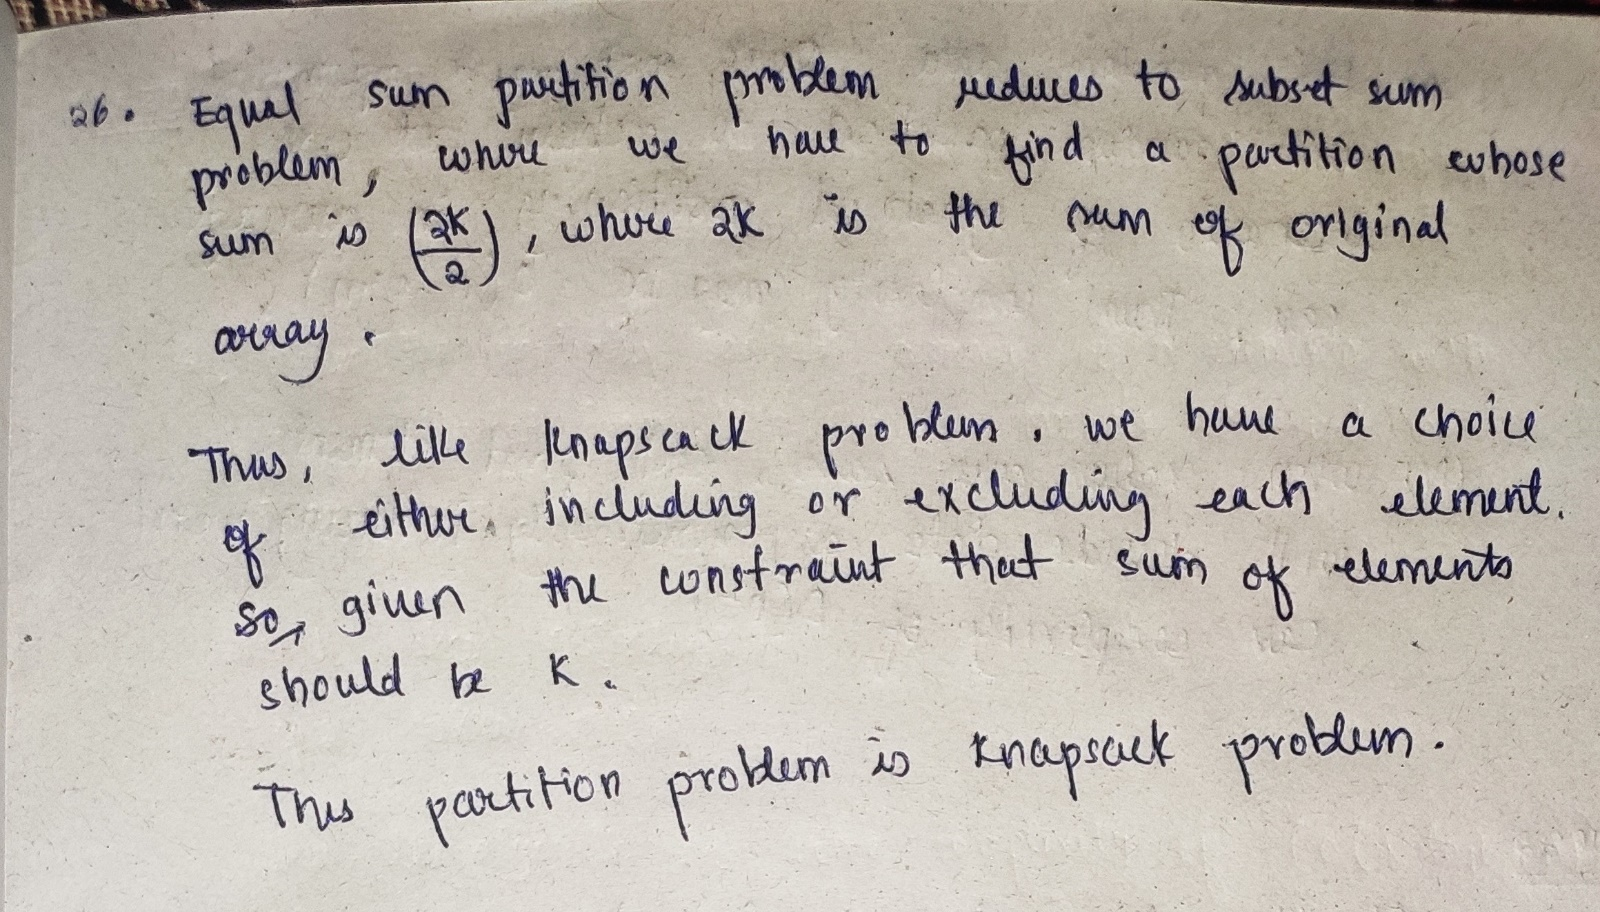 26. Equal sum partition problem reduces to subset sum
problem, where we have to find a partition whose
sum is (2K/2), where 2K is the sum of original
array.
Thus, like Knapscack problem, we have a choice
of either including or excluding each element.
So, given the constraint that sum of elements
should be K.
This partition problem is Knapsack problem.